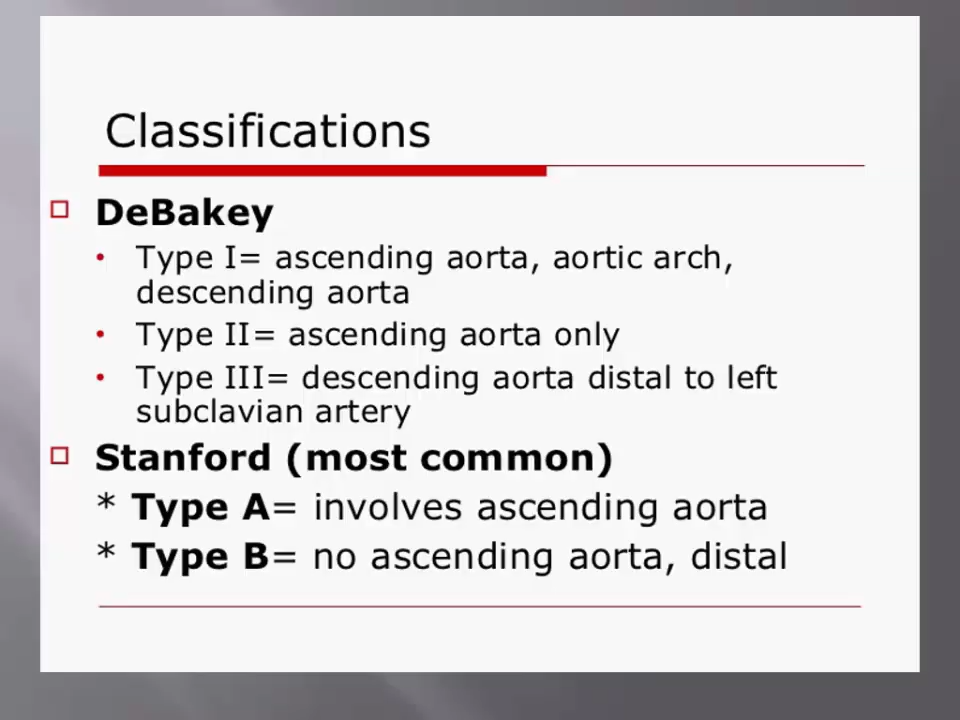 Classifications
DeBakey
• Type I= ascending aorta, aortic arch,
descending aorta
• Type II= ascending aorta only
• Type III= descending aorta distal to left
subclavian artery
Stanford (most common)
* Type A= involves ascending aorta
* Type B= no ascending aorta, distal